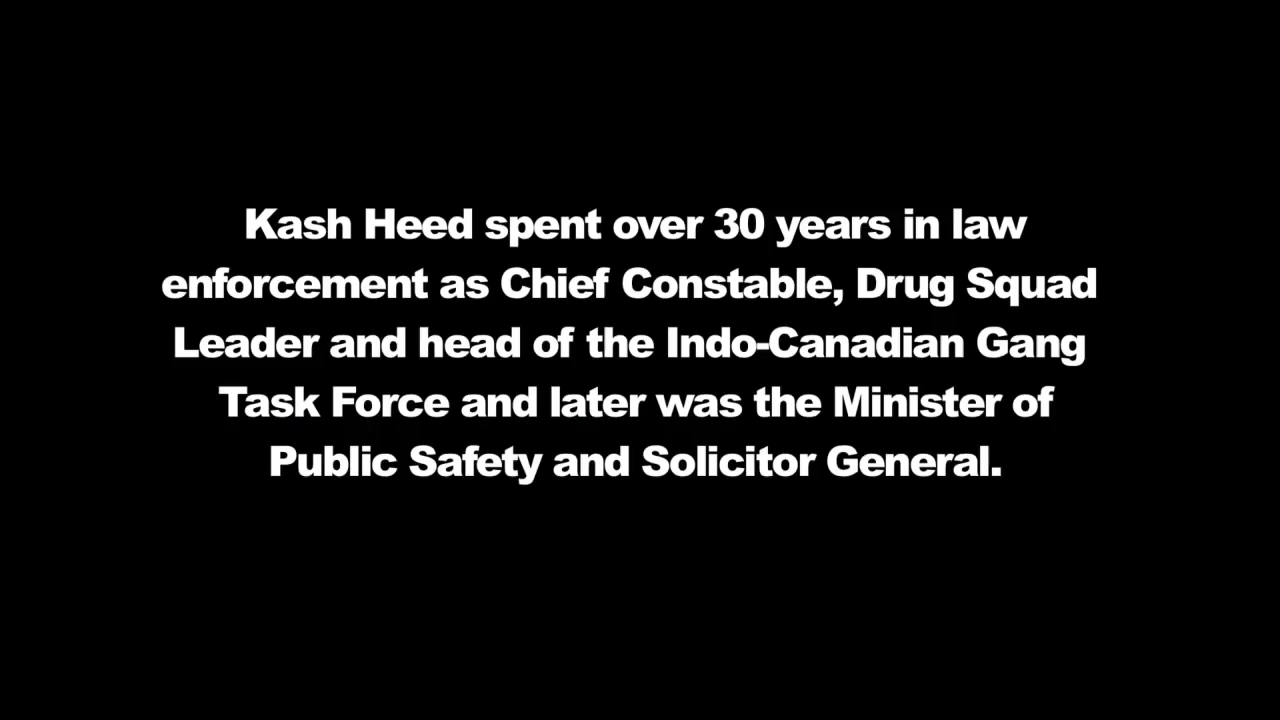 Kash Heed spent over 30 years in law
enforcement as Chief Constable, Drug Squad
Leader and head of the Indo-Canadian Gang
Task Force and later was the Minister of
Public Safety and Solicitor General.